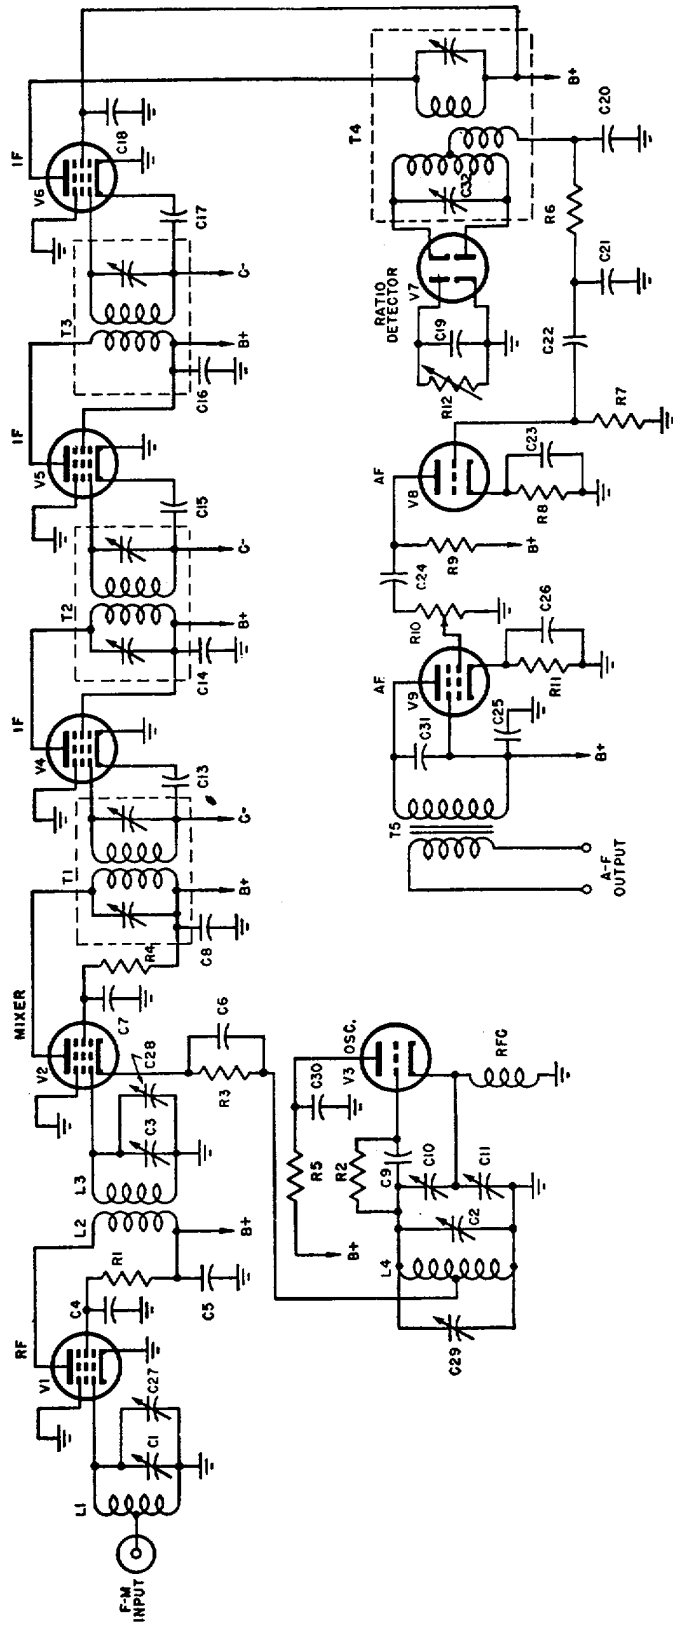 F-M
INPUT
L1
C1
C27
RF
V1
C4
R1
C5
B+
L2
L3
C3
C28
MIXER
V2
C7
R4
C8
B+
T1
C-
C13
IF
V4
C14
B+
T2
C-
C15
IF
V5
C16
B+
T3
C-
C17
IF
V6
C18
R3
C6
C29
L4
C2
C10
C11
C9
R2
R5
B+
C30
V3
OSC.
RFC
A-F
OUTPUT
T5
B+
C31
C25
AF
V9
R11
C26
R10
C24
R9
B+
AF
V8
R8
C23
R7
C22
C21
R6
C20
R12
C19
RATIO
DETECTOR
V7
C32
T4
B+